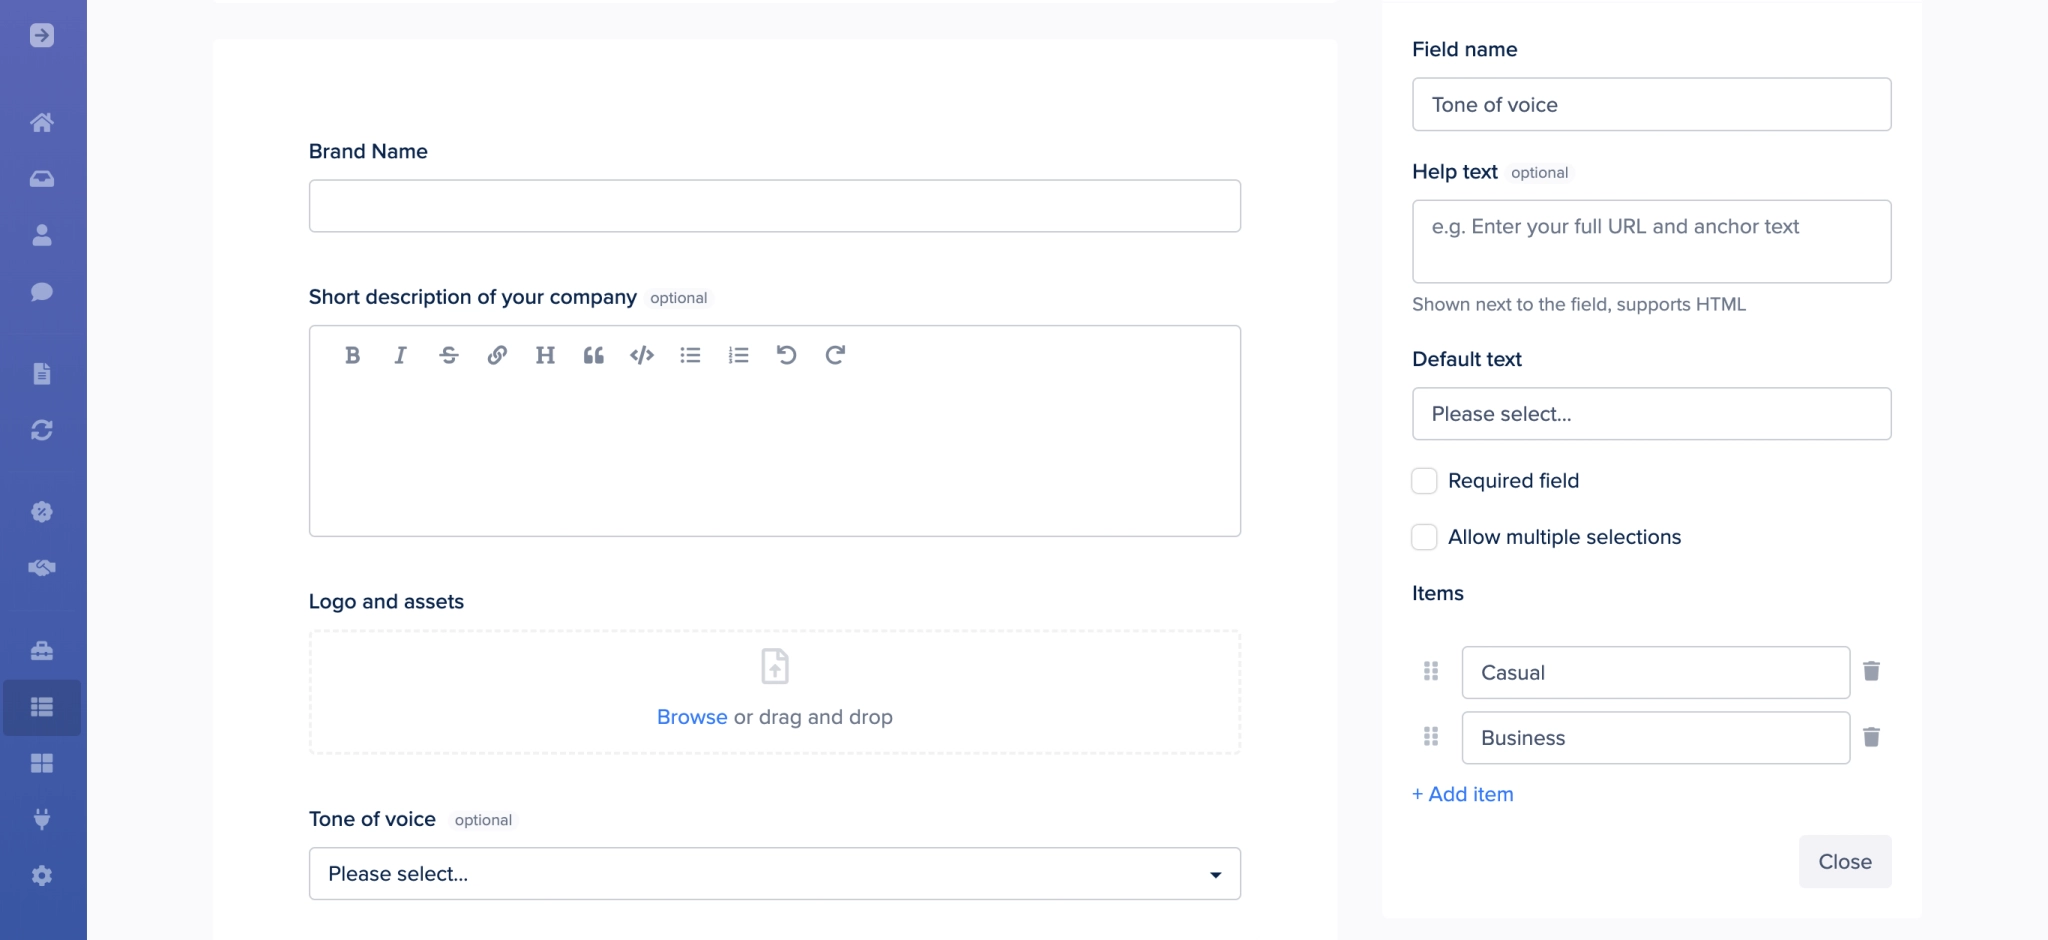 Brand Name
Short description of your company optional
Logo and assets
Browse or drag and drop
Tone of voice optional
Please select...
Field name
Tone of voice
Help text optional
e.g. Enter your full URL and anchor text
Shown next to the field, supports HTML
Default text
Please select...
Required field
Allow multiple selections
Items
Casual
Business
+ Add item
Close